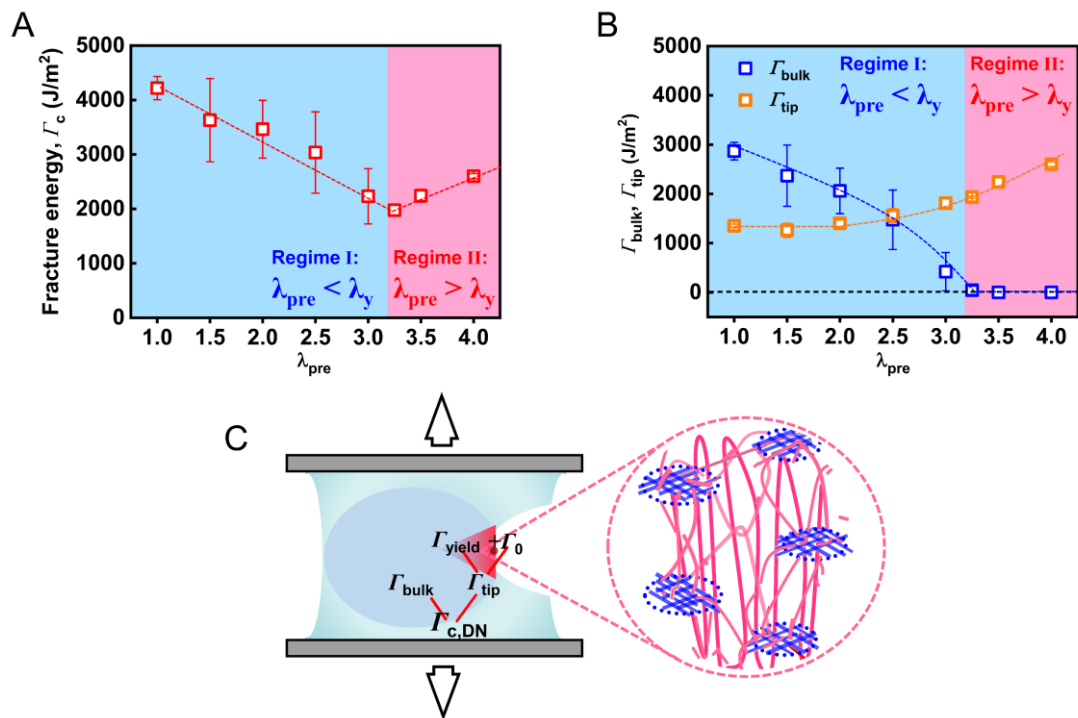 A
Fracture energy, Γc (J/m²)
5000
4000
3000
2000
1000
0
Regime I:
λpre < λy
Regime II:
λpre > λy
1.0 1.5 2.0 2.5 3.0 3.5 4.0
λpre
B
Γbulk, Γtip (J/m²)
5000
4000
3000
2000
1000
0
Γbulk
Γtip
Regime I:
λpre < λy
Regime II:
λpre > λy
1.0 1.5 2.0 2.5 3.0 3.5 4.0
λpre
C
Γyield + Γ0
Γbulk Γtip
Γc,DN